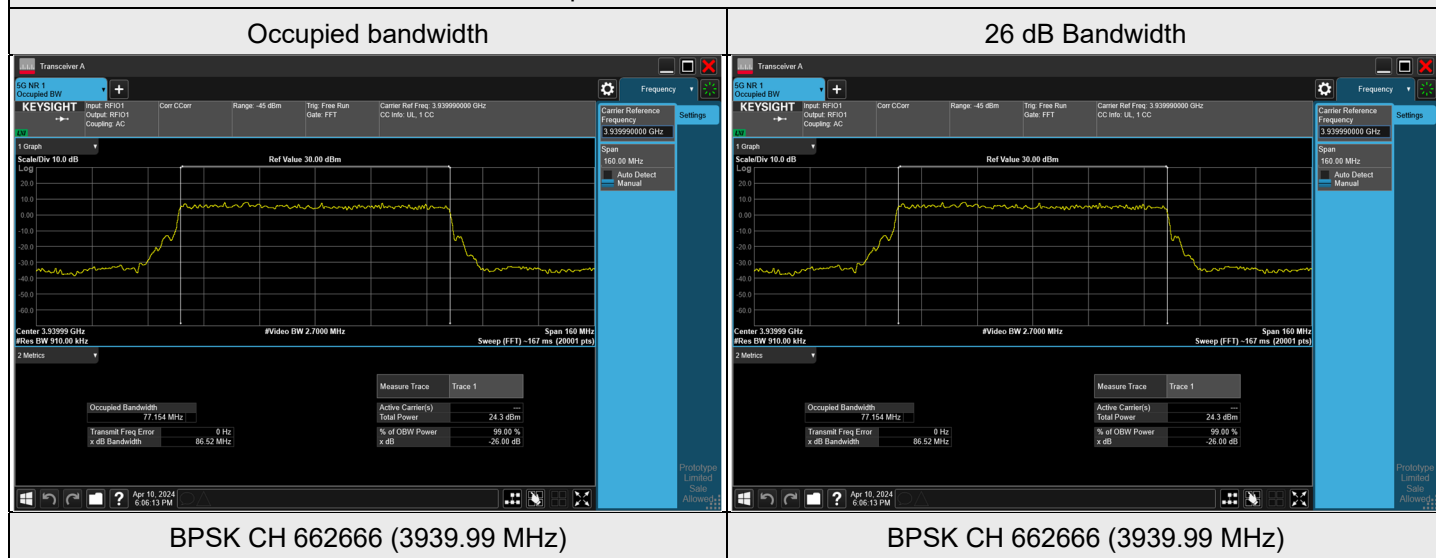 Occupied bandwidth
26 dB Bandwidth
Transceiver A
5G NR 1
Occupied BW
+
Frequency
KEYSIGHT
Input: RFIO1
Output: RFIO1
Coupling: AC
Corr CCorr
Range: -45 dBm
Trig: Free Run
Gate: FFT
Carrier Ref Freq: 3.939990000 GHz
CC Info: UL, 1 CC
LXI
Carrier Reference
Frequency
3.939990000 GHz
Settings
Span
160.00 MHz
Auto Detect
Manual
1 Graph
Scale/Div 10.0 dB
Ref Value 30.00 dBm
Log
20.0
10.0
0.00
-10.0
-20.0
-30.0
-40.0
-50.0
-60.0
Center 3.93999 GHz
#Video BW 2.7000 MHz
Span 160 MHz
#Res BW 910.00 kHz
Sweep (FFT) ~167 ms (20001 pts)
2 Metrics
Measure Trace Trace 1
Occupied Bandwidth
77.154 MHz
Active Carrier(s) ---
Total Power 24.3 dBm
Transmit Freq Error 0 Hz
x dB Bandwidth 86.52 MHz
% of OBW Power 99.00 %
x dB -26.00 dB
Prototype
Limited
Sale
Allowed
?
Apr 10, 2024
6:06:13 PM
Transceiver A
5G NR 1
Occupied BW
+
Frequency
KEYSIGHT
Input: RFIO1
Output: RFIO1
Coupling: AC
Corr CCorr
Range: -45 dBm
Trig: Free Run
Gate: FFT
Carrier Ref Freq: 3.939990000 GHz
CC Info: UL, 1 CC
LXI
Carrier Reference
Frequency
3.939990000 GHz
Settings
Span
160.00 MHz
Auto Detect
Manual
1 Graph
Scale/Div 10.0 dB
Ref Value 30.00 dBm
Log
20.0
10.0
0.00
-10.0
-20.0
-30.0
-40.0
-50.0
-60.0
Center 3.93999 GHz
#Video BW 2.7000 MHz
Span 160 MHz
#Res BW 910.00 kHz
Sweep (FFT) ~167 ms (20001 pts)
2 Metrics
Measure Trace Trace 1
Occupied Bandwidth
77.154 MHz
Active Carrier(s) ---
Total Power 24.3 dBm
Transmit Freq Error 0 Hz
x dB Bandwidth 86.52 MHz
% of OBW Power 99.00 %
x dB -26.00 dB
Prototype
Limited
Sale
Allowed
?
Apr 10, 2024
6:06:13 PM
BPSK CH 662666 (3939.99 MHz)
BPSK CH 662666 (3939.99 MHz)